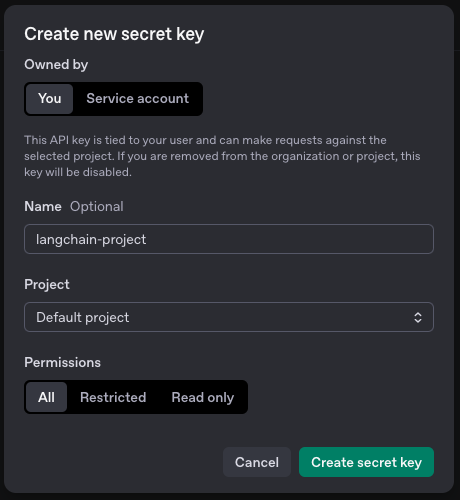 Create new secret key
Owned by
You Service account
This API key is tied to your user and can make requests against the
selected project. If you are removed from the organization or project, this
key will be disabled.
Name Optional
langchain-project
Project
Default project
Permissions
All Restricted Read only
Cancel Create secret key